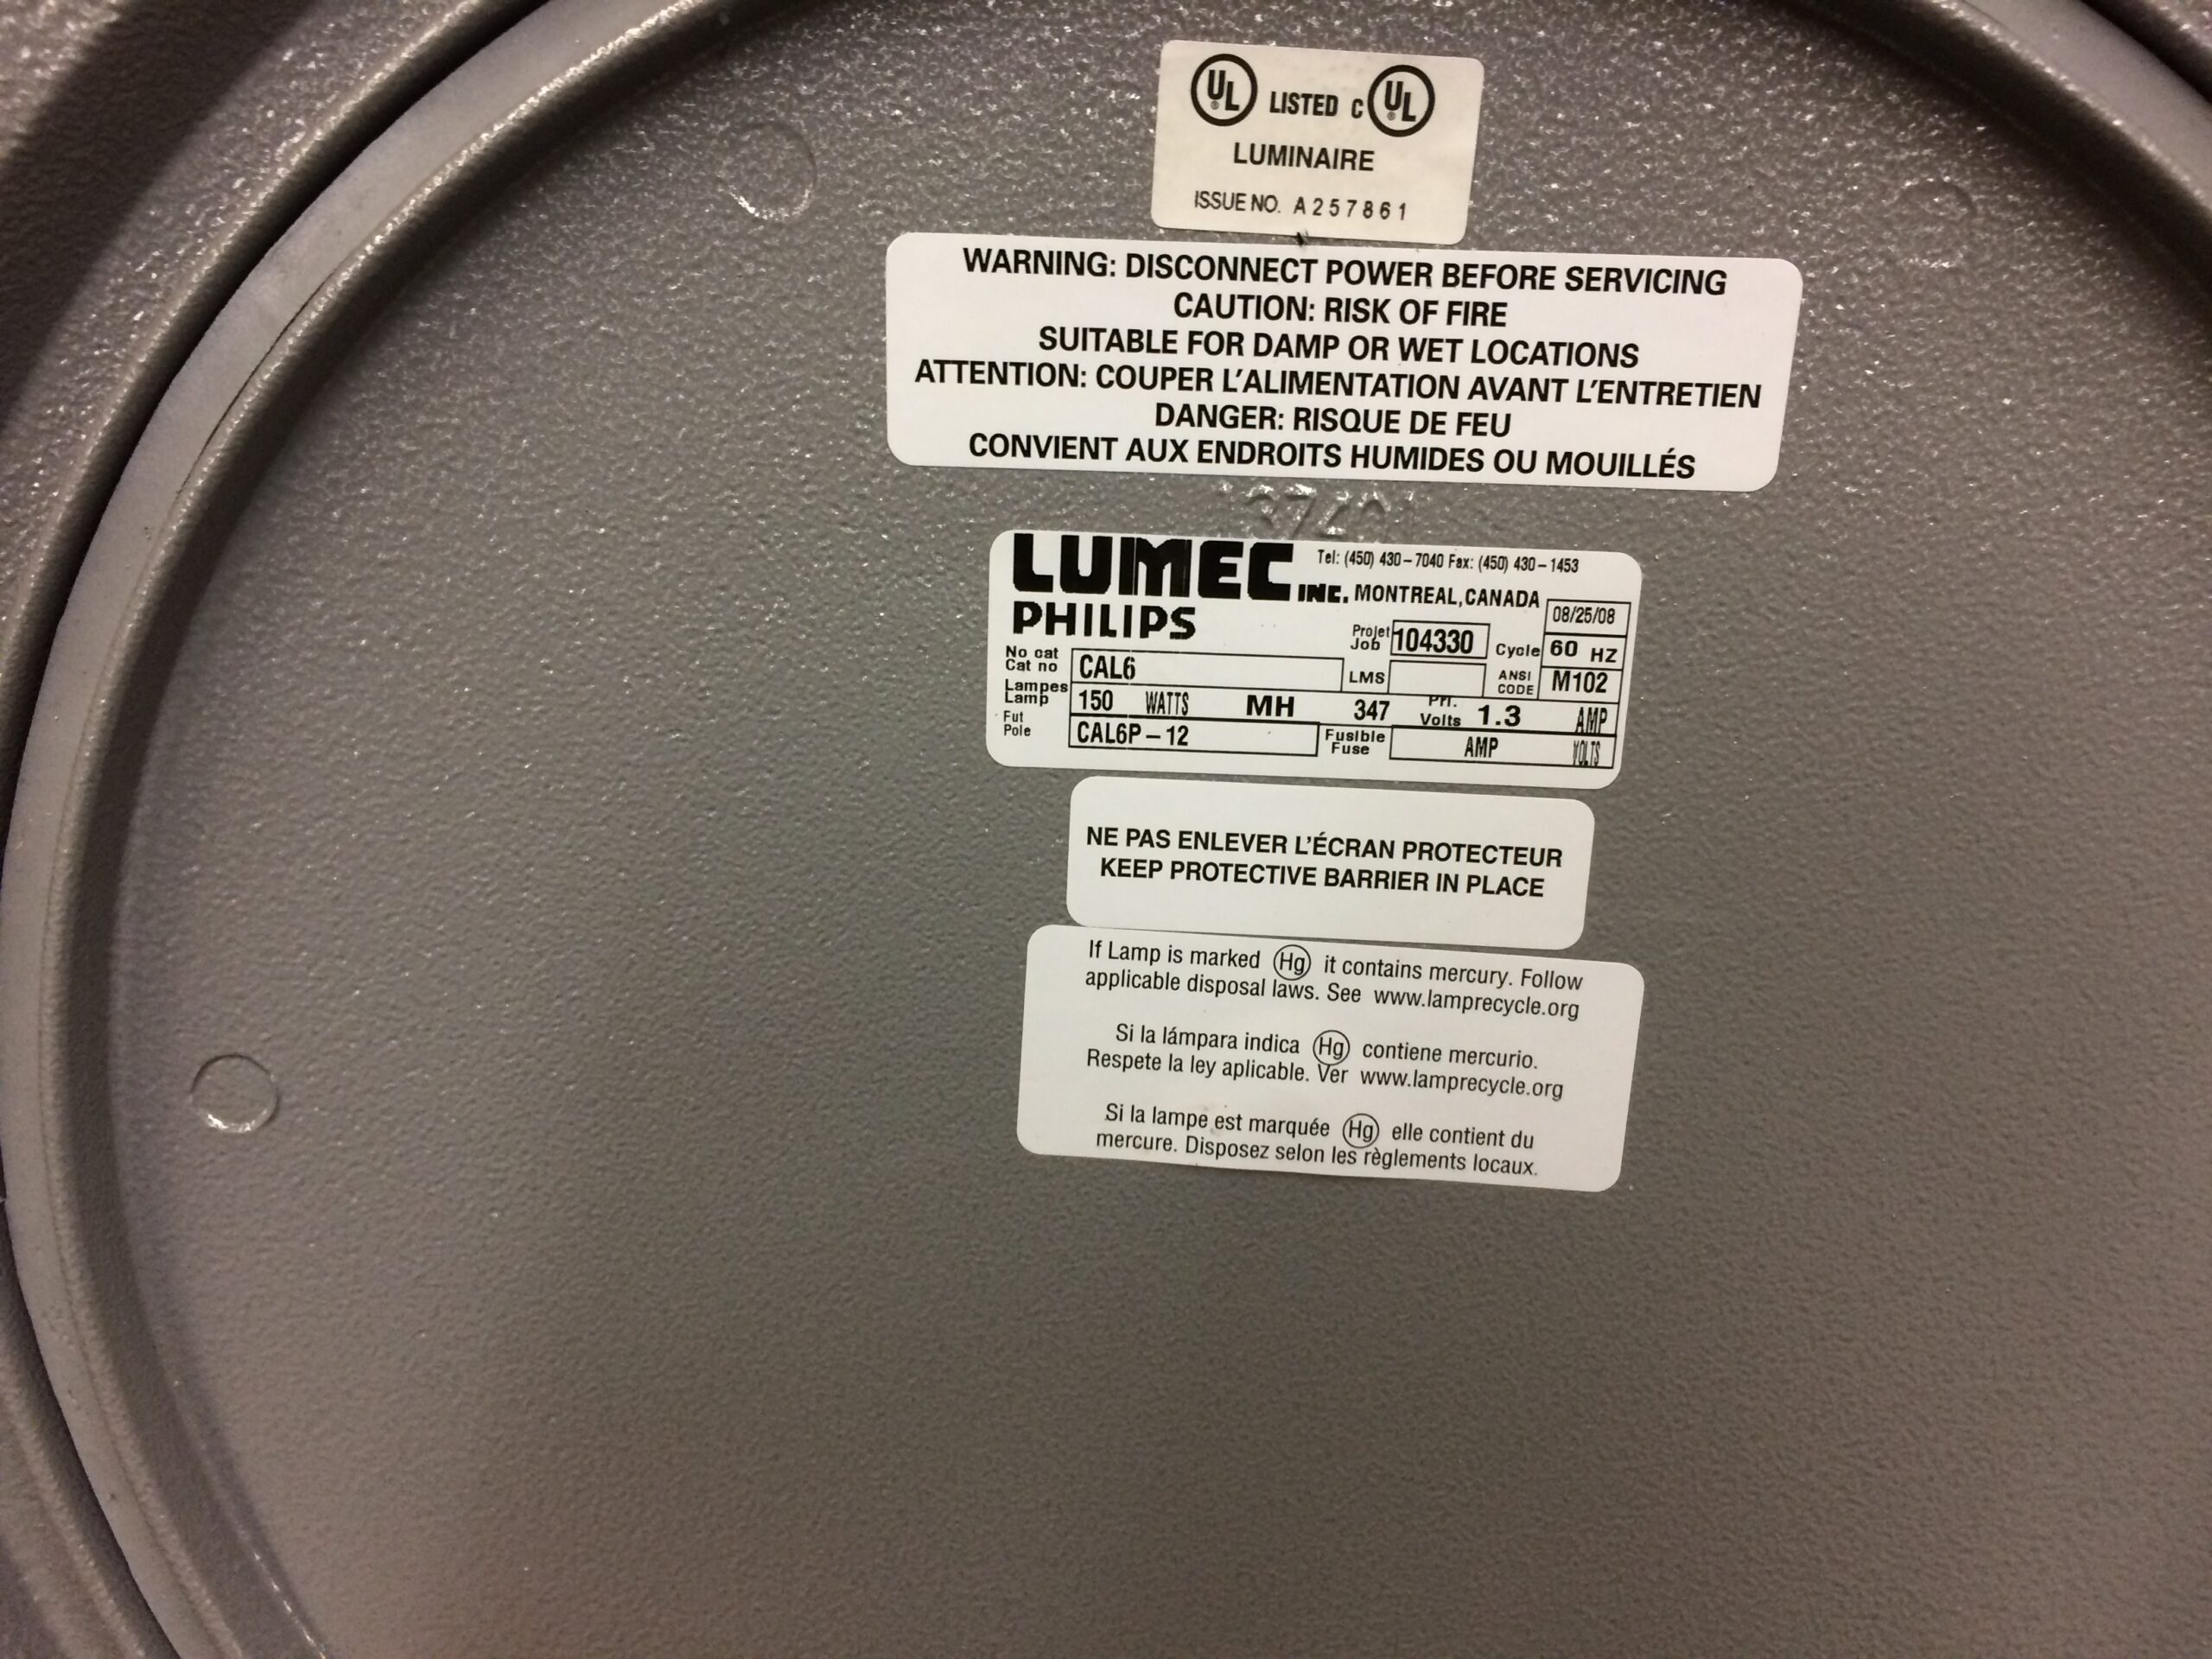 UL LISTED C UL
LUMINAIRE
ISSUE NO. A257861
WARNING: DISCONNECT POWER BEFORE SERVICING
CAUTION: RISK OF FIRE
SUITABLE FOR DAMP OR WET LOCATIONS
ATTENTION: COUPER L'ALIMENTATION AVANT L'ENTRETIEN
DANGER: RISQUE DE FEU
CONVIENT AUX ENDROITS HUMIDES OU MOUILLÉS
LUMEC INC. Tel: (450) 430-7040 Fax: (450) 430-1453
MONTREAL, CANADA
PHILIPS
08/25/08
Projet Job 104330 Cycle 60 HZ
No cat Cat no CAL6 LMS ANSI CODE M102
Lampes Lamp 150 WATTS MH 347 Pri. Volts 1.3 AMP
Fut Pole CAL6P-12 Fusible Fuse AMP VOLTS
NE PAS ENLEVER L'ÉCRAN PROTECTEUR
KEEP PROTECTIVE BARRIER IN PLACE
If Lamp is marked Hg it contains mercury. Follow
applicable disposal laws. See www.lamprecycle.org
Si la lámpara indica Hg contiene mercurio.
Respete la ley aplicable. Ver www.lamprecycle.org
Si la lampe est marquée Hg elle contient du
mercure. Disposez selon les règlements locaux.